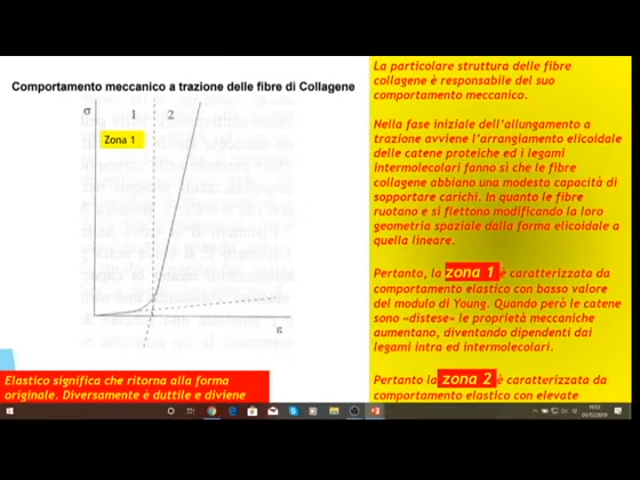 Comportamento meccanico a trazione delle fibre di Collagene
σ
1
2
Zona 1
ε
Elastico significa che ritorna alla forma
originale. Diversamente è duttile e diviene
La particolare struttura delle fibre
collagene è responsabile del suo
comportamento meccanico.
Nella fase iniziale dell'allungamento a
trazione avviene l'arrangiamento elicoidale
delle catene proteiche ed i legami
intermolecolari fanno sì che le fibre
collagene abbiano una modesta capacità di
sopportare carichi. In quanto le fibre
ruotano e si flettono modificando la loro
geometria spaziale dalla forma elicoidale a
quella lineare.
Pertanto, la zona 1 è caratterizzata da
comportamento elastico con basso valore
del modulo di Young. Quando però le catene
sono «distese» le proprietà meccaniche
aumentano, diventando dipendenti dai
legami intra ed intermolecolari.
Pertanto la zona 2 è caratterizzata da
comportamento elastico con elevate